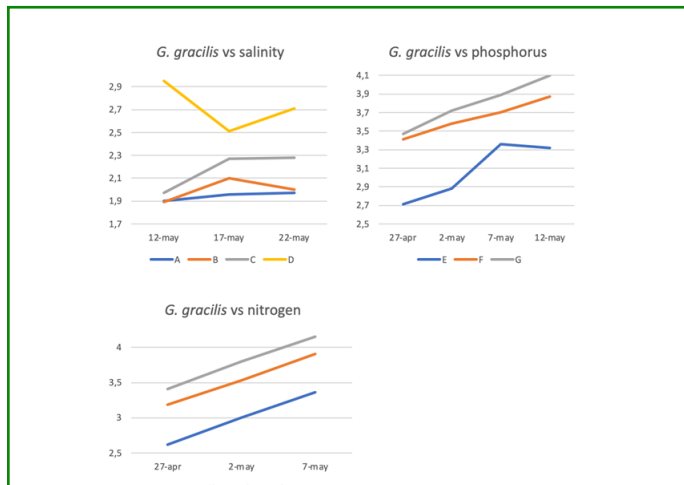 G. gracilis vs salinity
2,9
2,7
2,5
2,3
2,1
1,9
1,7
12-may 17-may 22-may
A B C D
G. gracilis vs phosphorus
4,1
3,9
3,7
3,5
3,3
3,1
2,9
2,7
2,5
27-apr 2-may 7-may 12-may
E F G
G. gracilis vs nitrogen
4
3,5
3
2,5
27-apr 2-may 7-may